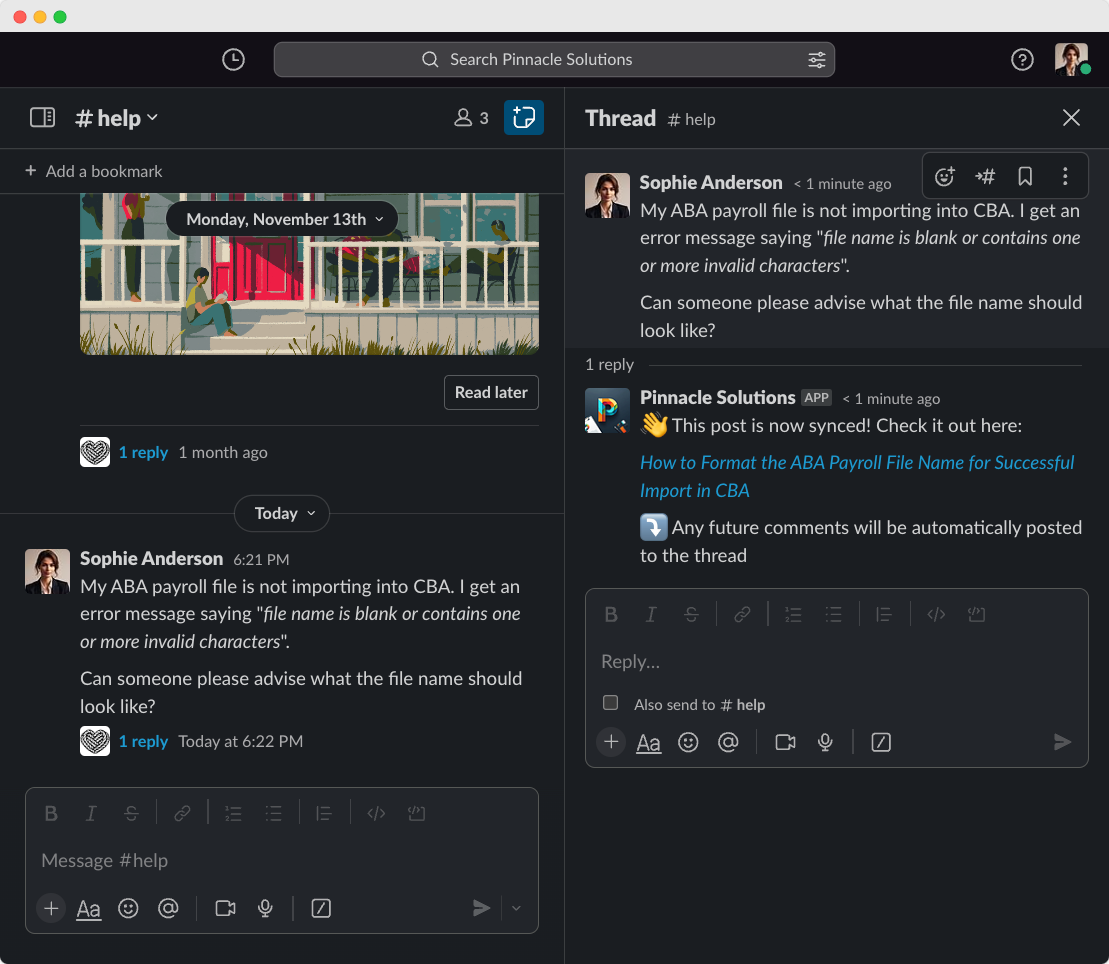 Search Pinnacle Solutions
# help
3
Add a bookmark
Monday, November 13th
Read later
1 reply 1 month ago
Today
Sophie Anderson 6:21 PM
My ABA payroll file is not importing into CBA. I get an
error message saying "file name is blank or contains one
or more invalid characters".
Can someone please advise what the file name should
look like?
1 reply Today at 6:22 PM
B I S
Message #help
Aa
Thread # help
Sophie Anderson < 1 minute ago
My ABA payroll file is not importing into CBA. I get an
error message saying "file name is blank or contains one
or more invalid characters".
Can someone please advise what the file name should
look like?
1 reply
Pinnacle Solutions APP < 1 minute ago
👋 This post is now synced! Check it out here:
How to Format the ABA Payroll File Name for Successful
Import in CBA
⤵️ Any future comments will be automatically posted
to the thread
B I S
Reply...
Also send to # help
Aa